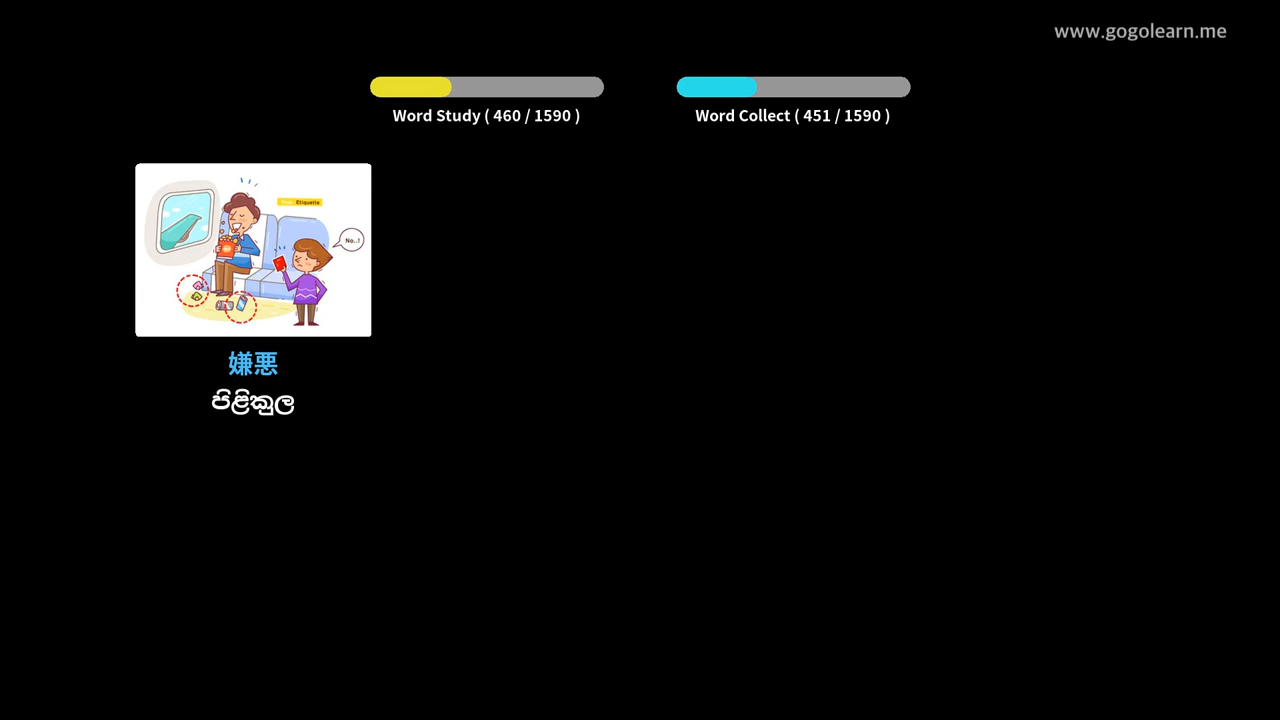 www.gogolearn.me
Word Study ( 460 / 1590 )
Word Collect ( 451 / 1590 )
Etiquette
No..!
嫌悪
පිළිකුල